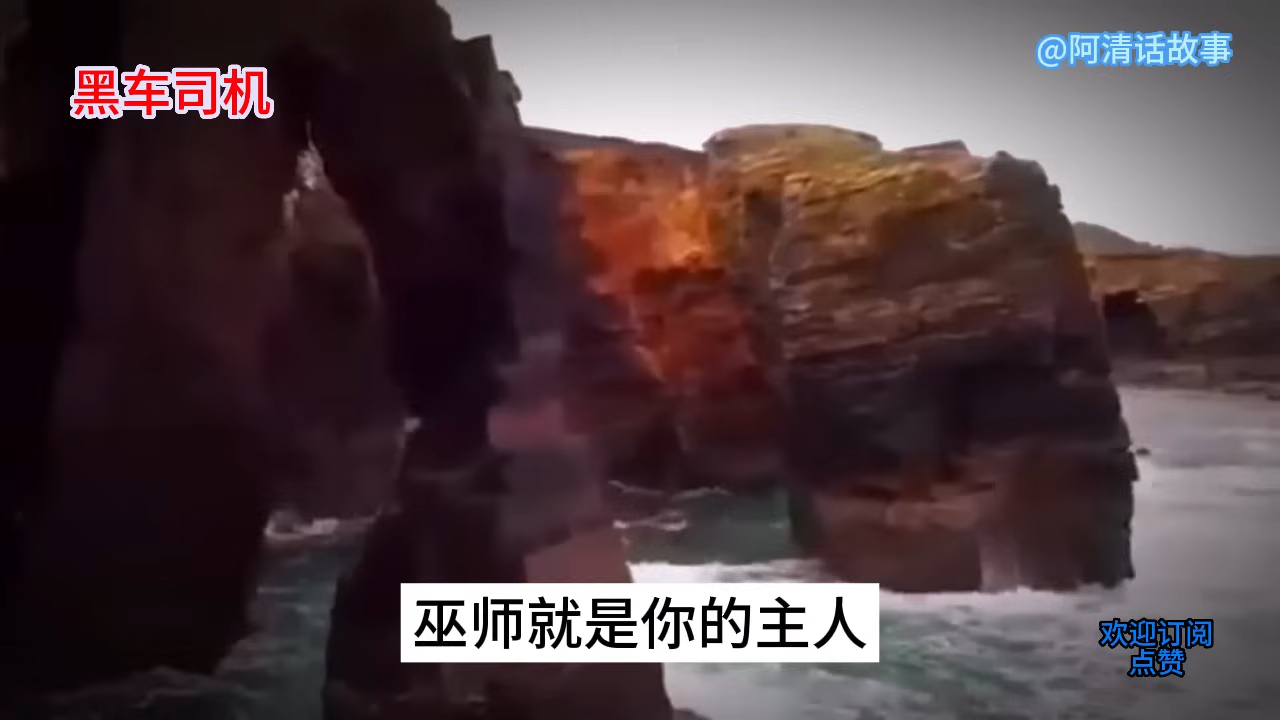 @阿清话故事
黑车司机
巫师就是你的主人
欢迎订阅
点赞